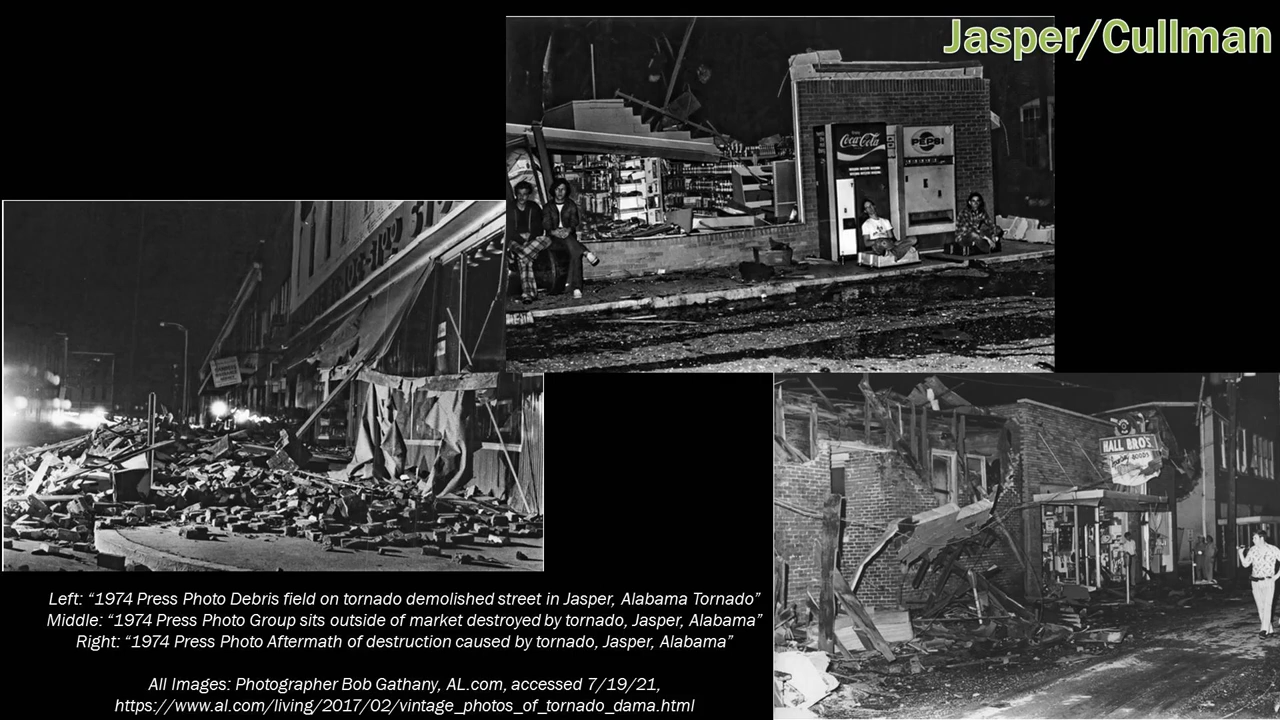 Jasper/Cullman
Coca-Cola
PEPSI
HALL BRO'S
Left: “1974 Press Photo Debris field on tornado demolished street in Jasper, Alabama Tornado”
Middle: “1974 Press Photo Group sits outside of market destroyed by tornado, Jasper, Alabama”
Right: “1974 Press Photo Aftermath of destruction caused by tornado, Jasper, Alabama”
All Images: Photographer Bob Gathany, AL.com, accessed 7/19/21,
https://www.al.com/living/2017/02/vintage_photos_of_tornado_dama.html